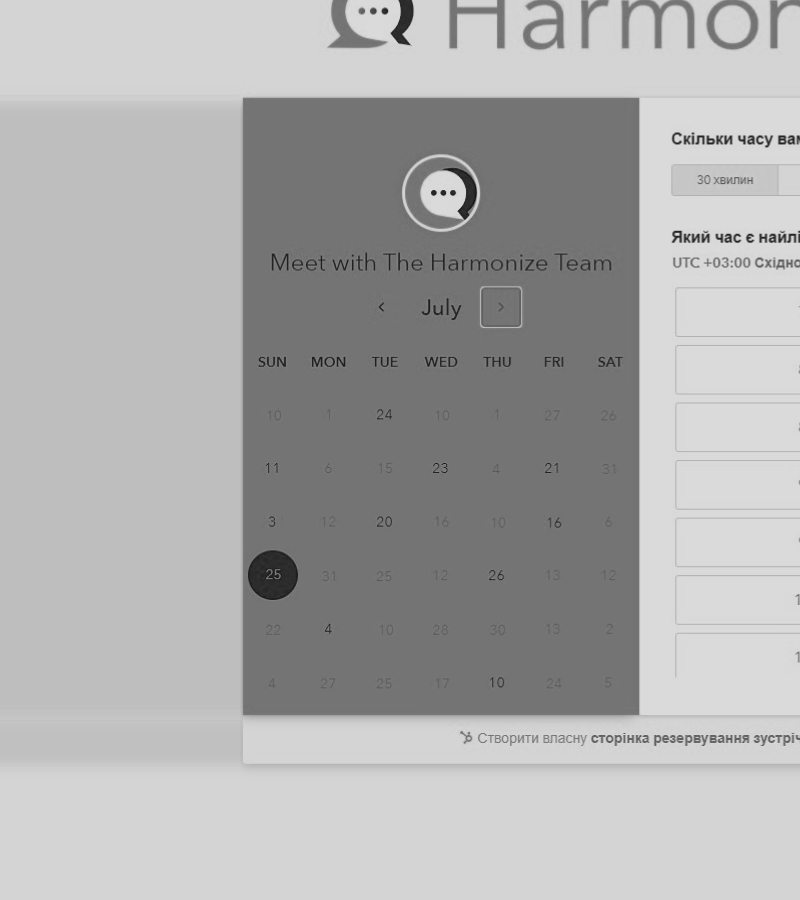 Harmon
Meet with The Harmonize Team
July
SUN MON TUE WED THU FRI SAT
10 1 24 10 1 27 26
11 6 15 23 4 21 31
3 12 20 16 10 16 6
25 31 25 12 26 13 12
22 4 10 28 30 13 2
4 27 25 17 10 24 5
Скільки часу вам
30 хвилин
Який час є найлі
UTC +03:00 Східно
Створити власну сторінка резервування зустріч